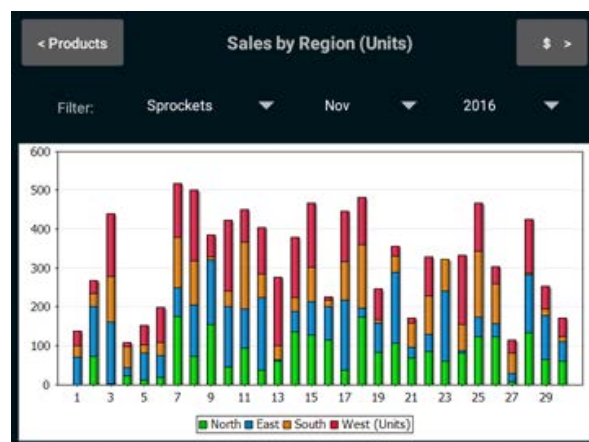 < Products Sales by Region (Units) $ >
Filter: Sprockets Nov 2016
600
500
400
300
200
100
0
1 3 5 7 9 11 13 15 17 19 21 23 25 27 29
North East South West (Units)